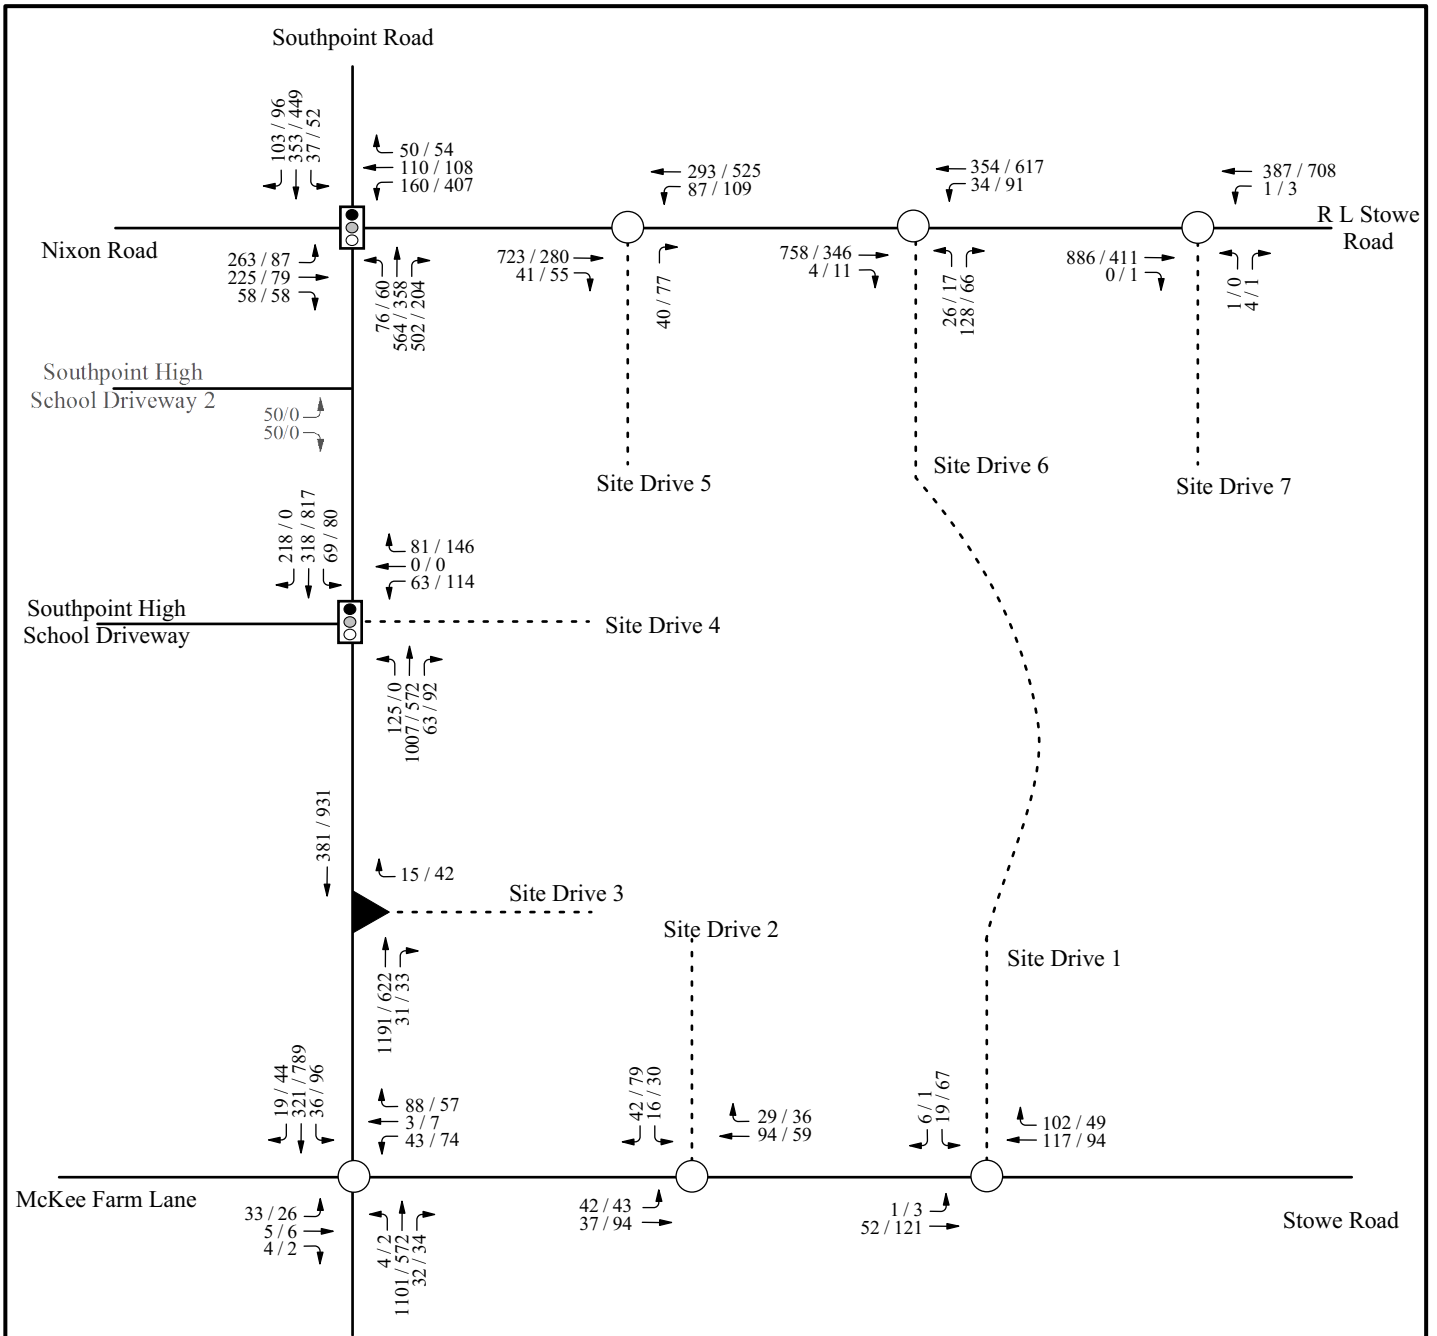 Southpoint Road
103 / 96
353 / 449
37 / 52
50 / 54
110 / 108
160 / 407
293 / 525
87 / 109
354 / 617
34 / 91
387 / 708
1 / 3
R L Stowe
Road
Nixon Road
263 / 87
225 / 79
58 / 58
76 / 60
564 / 358
502 / 204
723 / 280
41 / 55
40 / 77
758 / 346
4 / 11
26 / 17
128 / 66
886 / 411
0 / 1
1 / 0
4 / 1
Southpoint High
School Driveway 2
50/0
50/0
Site Drive 5
Site Drive 6
Site Drive 7
218 / 0
318 / 817
69 / 80
81 / 146
0 / 0
63 / 114
Southpoint High
School Driveway
Site Drive 4
125 / 0
1007 / 572
63 / 92
381 / 931
15 / 42
Site Drive 3
Site Drive 2
Site Drive 1
1191 / 622
31 / 33
19 / 44
321 / 789
36 / 96
88 / 57
3 / 7
43 / 74
42 / 79
16 / 30
29 / 36
94 / 59
6 / 1
19 / 67
102 / 49
117 / 94
McKee Farm Lane
33 / 26
5 / 6
4 / 2
4 / 2
1101 / 572
32 / 34
42 / 43
37 / 94
1 / 3
52 / 121
Stowe Road